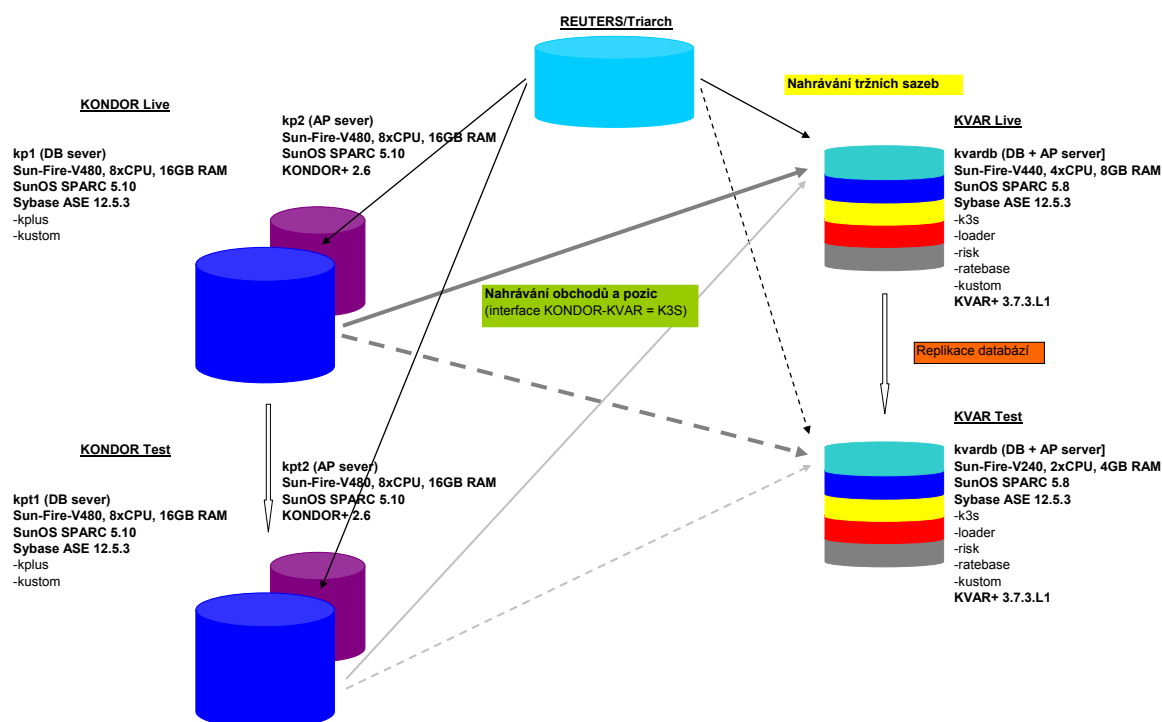 REUTERS/Triarch
Nahrávání tržních sazeb
KONDOR Live
kp1 (DB sever)
Sun-Fire-V480, 8xCPU, 16GB RAM
SunOS SPARC 5.10
Sybase ASE 12.5.3
-kplus
-kustom
kp2 (AP sever)
Sun-Fire-V480, 8xCPU, 16GB RAM
SunOS SPARC 5.10
KONDOR+ 2.6
KVAR Live
kvardb (DB + AP server]
Sun-Fire-V440, 4xCPU, 8GB RAM
SunOS SPARC 5.8
Sybase ASE 12.5.3
-k3s
-loader
-risk
-ratebase
-kustom
KVAR+ 3.7.3.L1
Nahrávání obchodů a pozic
(interface KONDOR-KVAR = K3S)
Replikace databází
KONDOR Test
kpt1 (DB sever)
Sun-Fire-V480, 8xCPU, 16GB RAM
SunOS SPARC 5.10
Sybase ASE 12.5.3
-kplus
-kustom
kpt2 (AP sever)
Sun-Fire-V480, 8xCPU, 16GB RAM
SunOS SPARC 5.10
KONDOR+ 2.6
KVAR Test
kvardb (DB + AP server]
Sun-Fire-V240, 2xCPU, 4GB RAM
SunOS SPARC 5.8
Sybase ASE 12.5.3
-k3s
-loader
-risk
-ratebase
-kustom
KVAR+ 3.7.3.L1